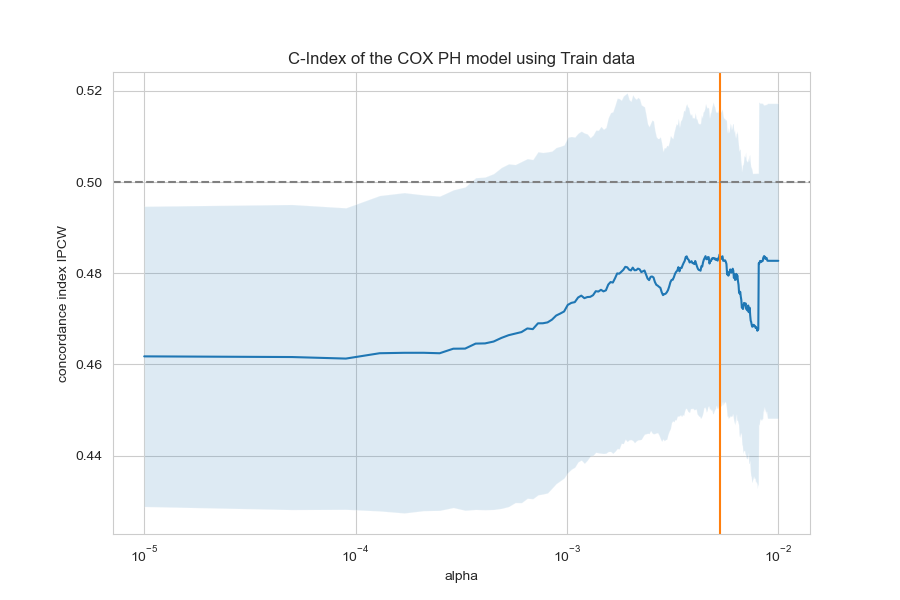 C-Index of the COX PH model using Train data
concordance index IPCW
0.52
0.50
0.48
0.46
0.44
10⁻⁵ 10⁻⁴ 10⁻³ 10⁻²
alpha